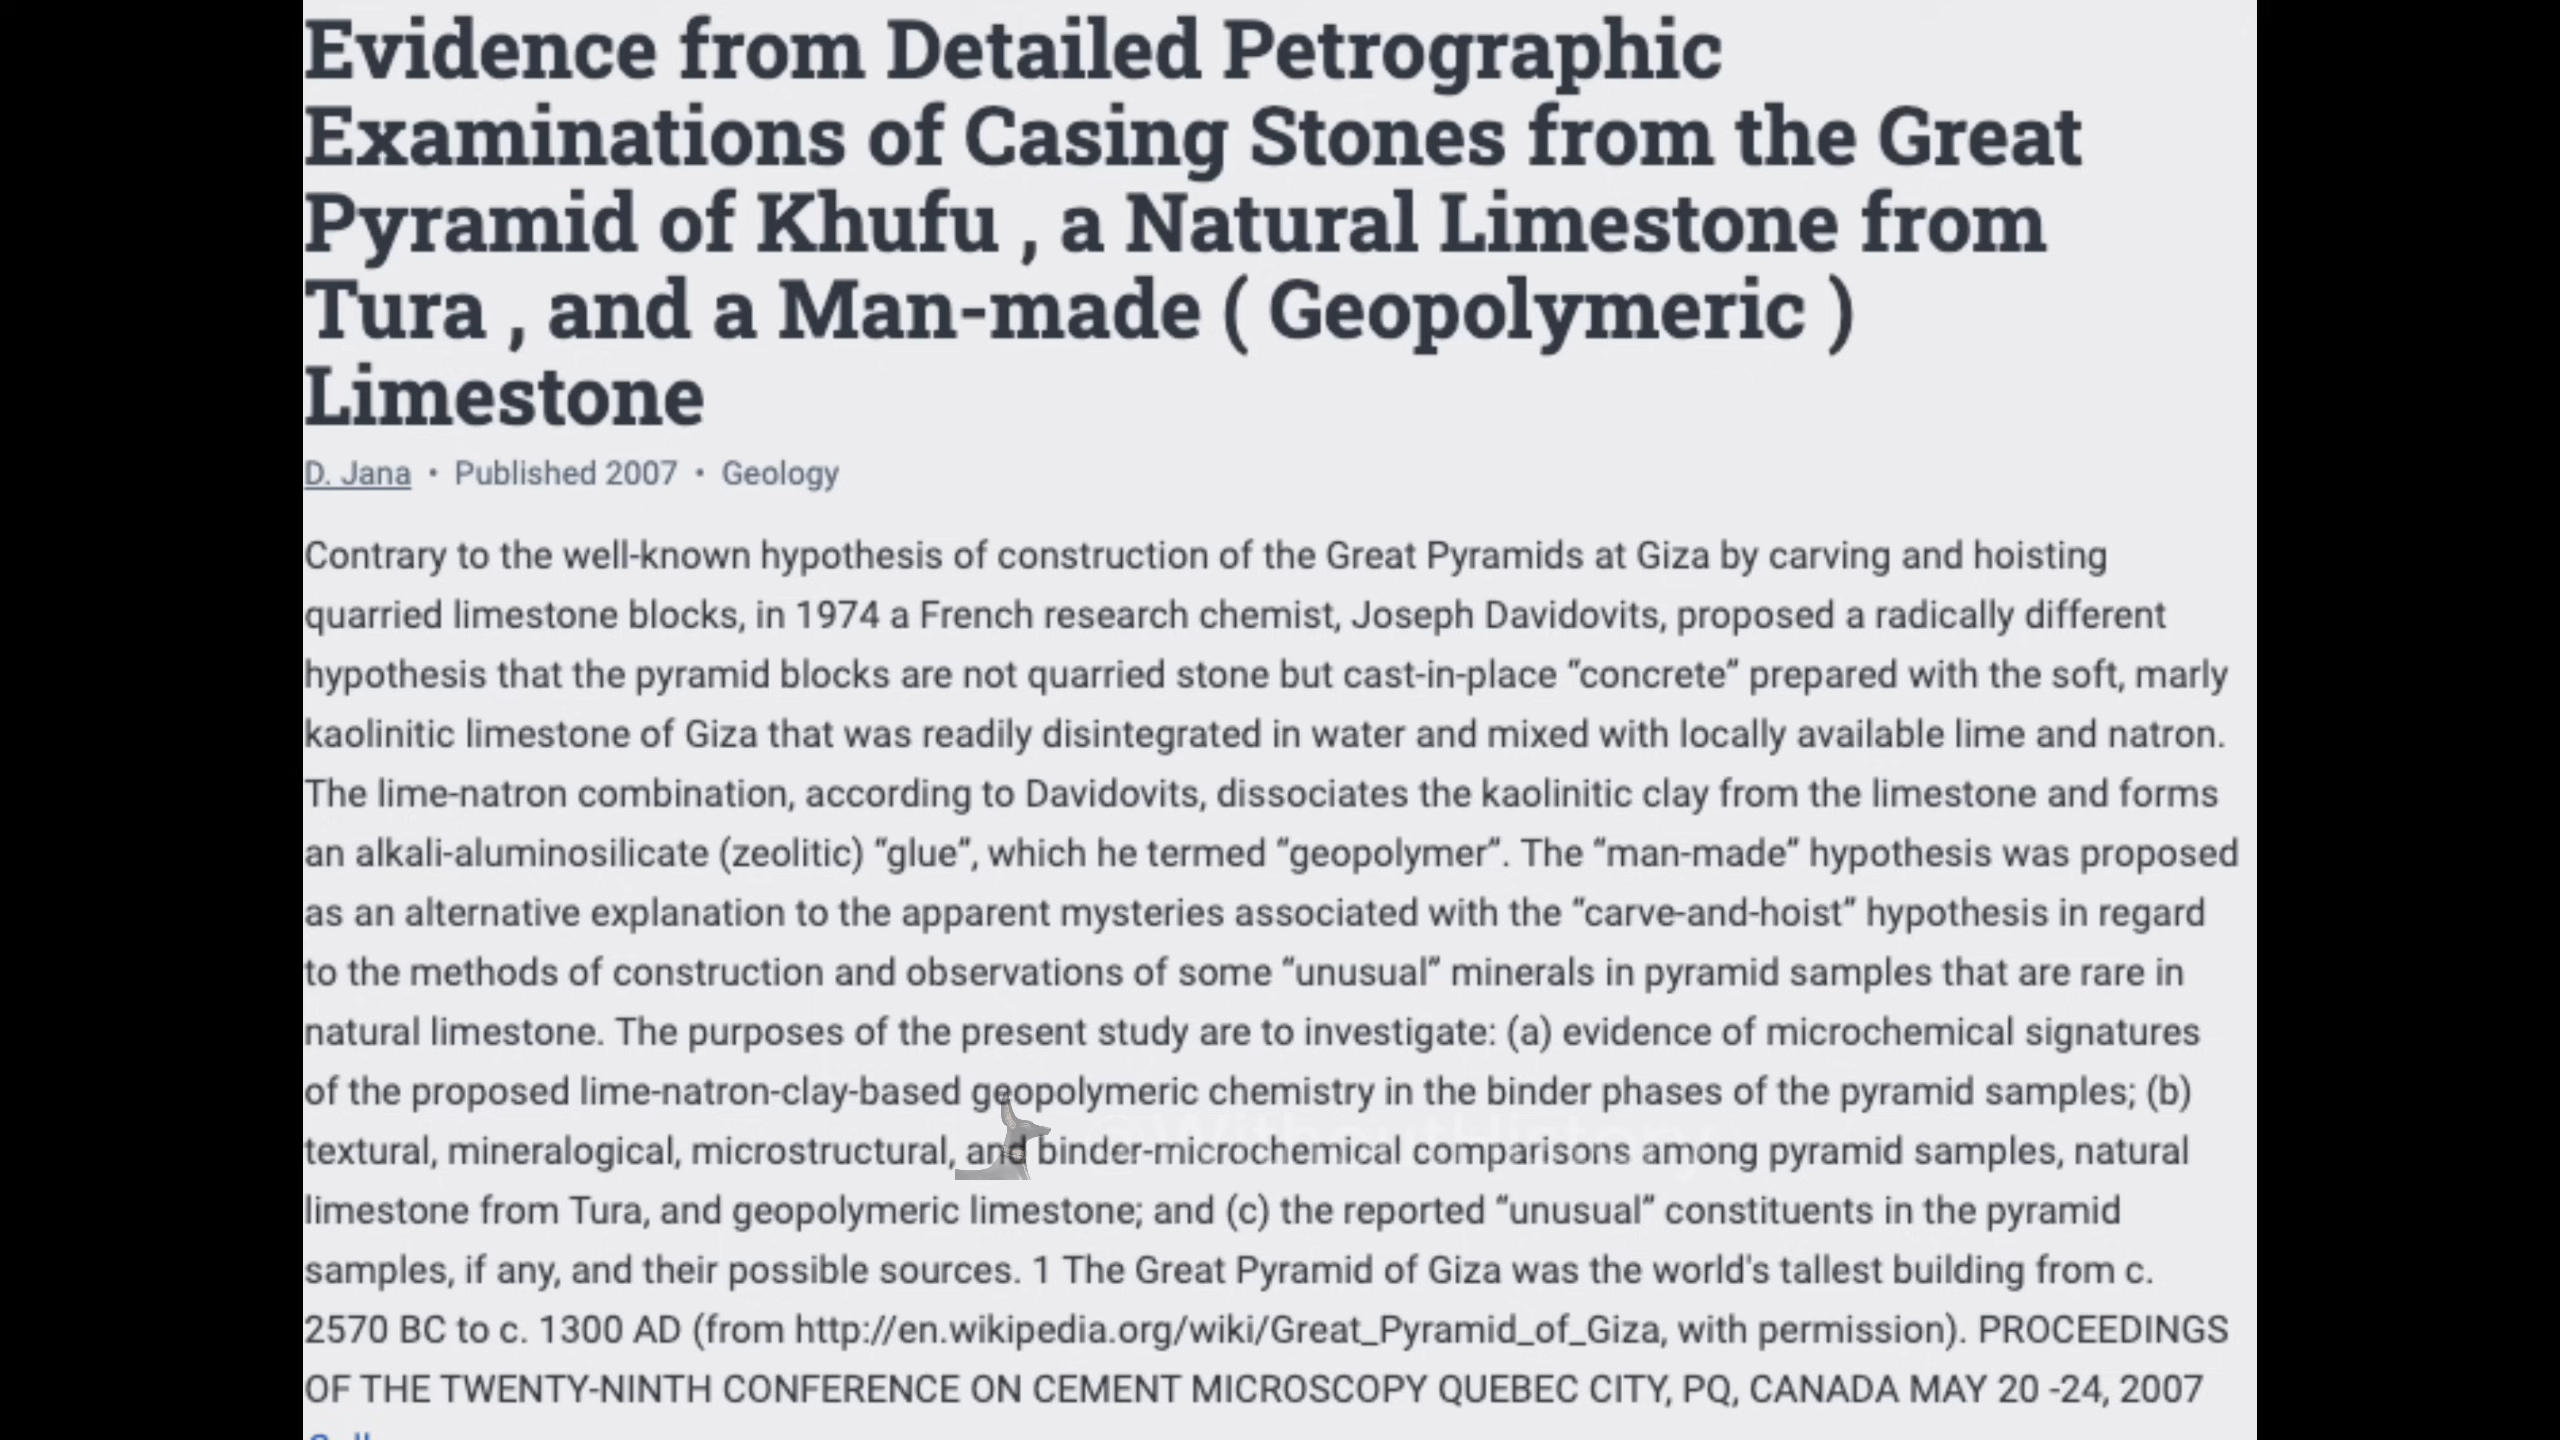 Evidence from Detailed Petrographic
Examinations of Casing Stones from the Great
Pyramid of Khufu , a Natural Limestone from
Tura , and a Man-made ( Geopolymeric )
Limestone
D. Jana • Published 2007 • Geology
Contrary to the well-known hypothesis of construction of the Great Pyramids at Giza by carving and hoisting
quarried limestone blocks, in 1974 a French research chemist, Joseph Davidovits, proposed a radically different
hypothesis that the pyramid blocks are not quarried stone but cast-in-place “concrete” prepared with the soft, marly
kaolinitic limestone of Giza that was readily disintegrated in water and mixed with locally available lime and natron.
The lime-natron combination, according to Davidovits, dissociates the kaolinitic clay from the limestone and forms
an alkali-aluminosilicate (zeolitic) “glue”, which he termed “geopolymer”. The “man-made” hypothesis was proposed
as an alternative explanation to the apparent mysteries associated with the “carve-and-hoist” hypothesis in regard
to the methods of construction and observations of some “unusual” minerals in pyramid samples that are rare in
natural limestone. The purposes of the present study are to investigate: (a) evidence of microchemical signatures
of the proposed lime-natron-clay-based geopolymeric chemistry in the binder phases of the pyramid samples; (b)
textural, mineralogical, microstructural, and binder-microchemical comparisons among pyramid samples, natural
limestone from Tura, and geopolymeric limestone; and (c) the reported “unusual” constituents in the pyramid
samples, if any, and their possible sources. 1 The Great Pyramid of Giza was the world's tallest building from c.
2570 BC to c. 1300 AD (from http://en.wikipedia.org/wiki/Great_Pyramid_of_Giza, with permission). PROCEEDINGS
OF THE TWENTY-NINTH CONFERENCE ON CEMENT MICROSCOPY QUEBEC CITY, PQ, CANADA MAY 20 -24, 2007